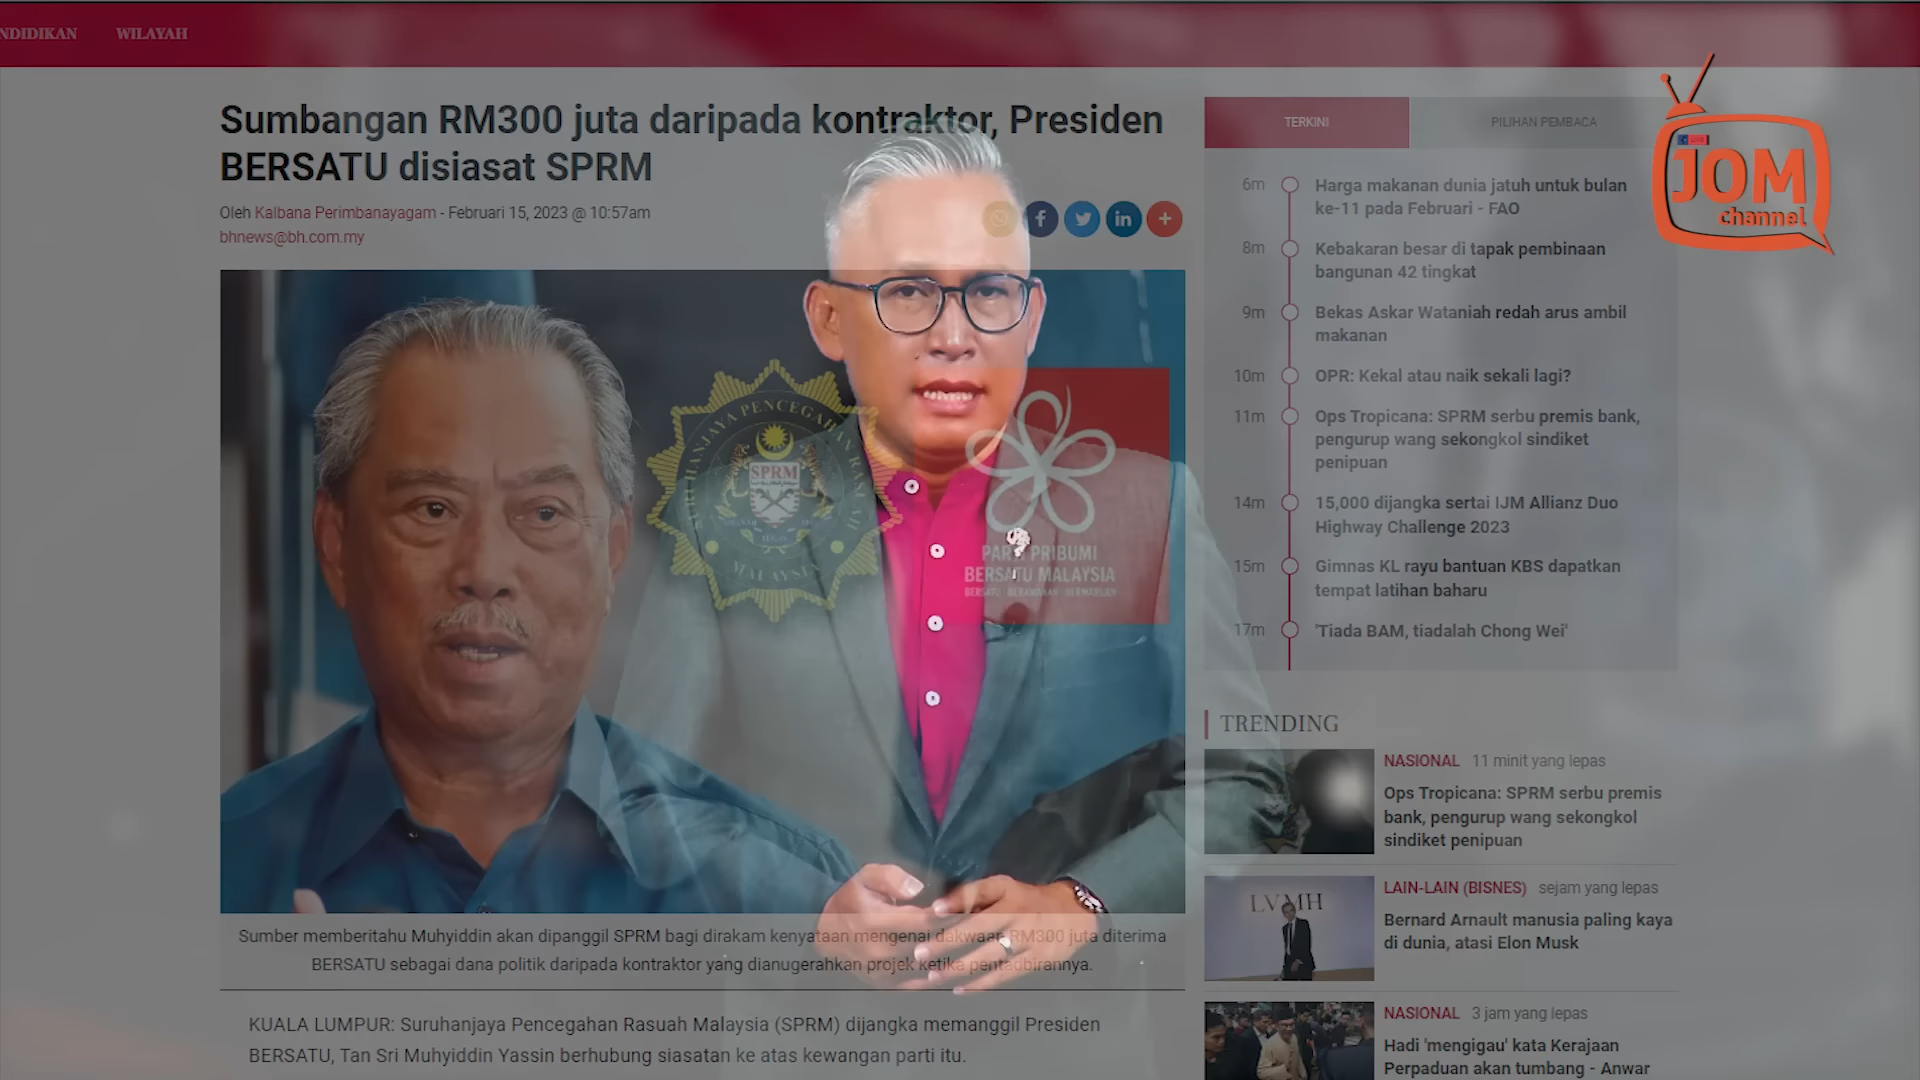 NDIDIKAN
WILAYAH
Sumbangan RM300 juta daripada kontraktor, Presiden
BERSATU disiasat SPRM
Oleh Kalbana Perimbanayagam - Februari 15, 2023 @ 10:57am
bhnews@bh.com.my
SURUHANJAYA PENCEGAHAN RASUAH
SPRM
MALAYSIA
PARTI PRIBUMI
BERSATU MALAYSIA
BERSATU · BERAMANAH · BERMARUAH
Sumber memberitahu Muhyiddin akan dipanggil SPRM bagi dirakam kenyataan mengenai dakwaan RM300 juta diterima
BERSATU sebagai dana politik daripada kontraktor yang dianugerahkan projek ketika pentadbirannya.
KUALA LUMPUR: Suruhanjaya Pencegahan Rasuah Malaysia (SPRM) dijangka memanggil Presiden
BERSATU, Tan Sri Muhyiddin Yassin berhubung siasatan ke atas kewangan parti itu.
TERKINI
PILIHAN PEMBACA
JOM
channel
6m
Harga makanan dunia jatuh untuk bulan
ke-11 pada Februari - FAO
8m
Kebakaran besar di tapak pembinaan
bangunan 42 tingkat
9m
Bekas Askar Wataniah redah arus ambil
makanan
10m
OPR: Kekal atau naik sekali lagi?
11m
Ops Tropicana: SPRM serbu premis bank,
pengurup wang sekongkol sindiket
penipuan
14m
15,000 dijangka sertai IJM Allianz Duo
Highway Challenge 2023
15m
Gimnas KL rayu bantuan KBS dapatkan
tempat latihan baharu
17m
'Tiada BAM, tiadalah Chong Wei'
TRENDING
NASIONAL 11 minit yang lepas
Ops Tropicana: SPRM serbu premis
bank, pengurup wang sekongkol
sindiket penipuan
LVMH
LAIN-LAIN (BISNES) sejam yang lepas
Bernard Arnault manusia paling kaya
di dunia, atasi Elon Musk
NASIONAL 3 jam yang lepas
Hadi 'mengigau' kata Kerajaan
Perpaduan akan tumbang - Anwar